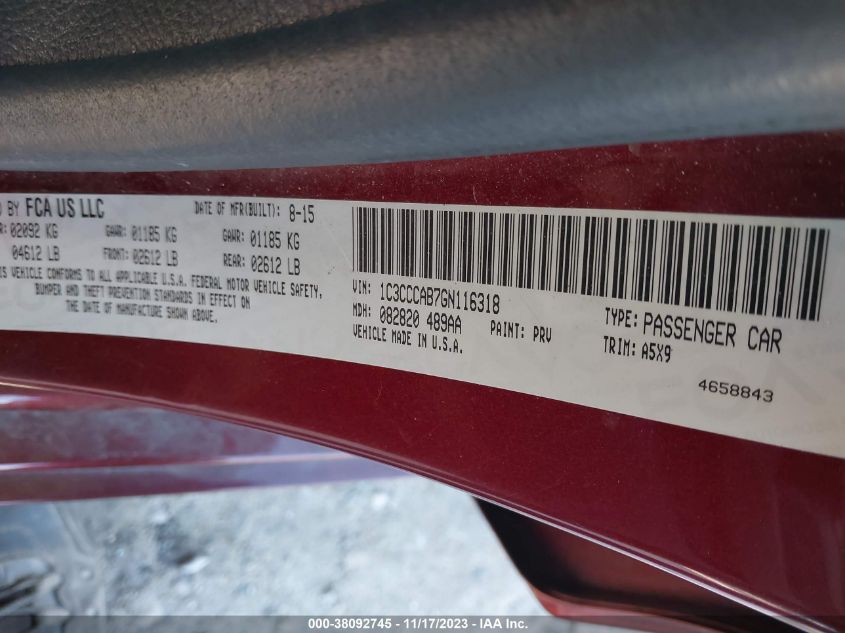 BY FCA US LLC
DATE OF MFR(BUILT): 8-15
02092 KG GAWR: 01185 KG GAWR: 01185 KG
04612 LB FRONT: 02612 LB REAR: 02612 LB
VEHICLE CONFORMS TO ALL APPLICABLE U.S.A. FEDERAL MOTOR VEHICLE SAFETY,
BUMPER AND THEFT PREVENTION STANDARDS IN EFFECT ON
THE DATE OF MANUFACTURE SHOWN ABOVE.
VIN: 1C3CCCAB7GN116318
MDH: 082820 489AA
PAINT: PRV
VEHICLE MADE IN U.S.A.
TYPE: PASSENGER CAR
TRIM: A5X9
4658843
000-38092745 - 11/17/2023 - IAA Inc.